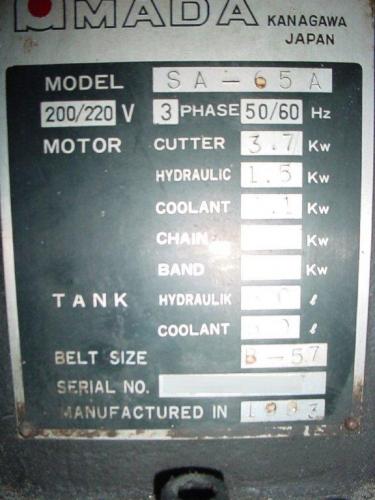 AMADA KANAGAWA
JAPAN
MODEL SA-65A
200/220 V 3 PHASE 50/60 Hz
MOTOR CUTTER 3.7 Kw
HYDRAULIC 1.5 Kw
COOLANT .1 Kw
CHAIN Kw
BAND Kw
TANK HYDRAULIK ℓ
COOLANT ℓ
BELT SIZE B-57
SERIAL NO.
MANUFACTURED IN 1993